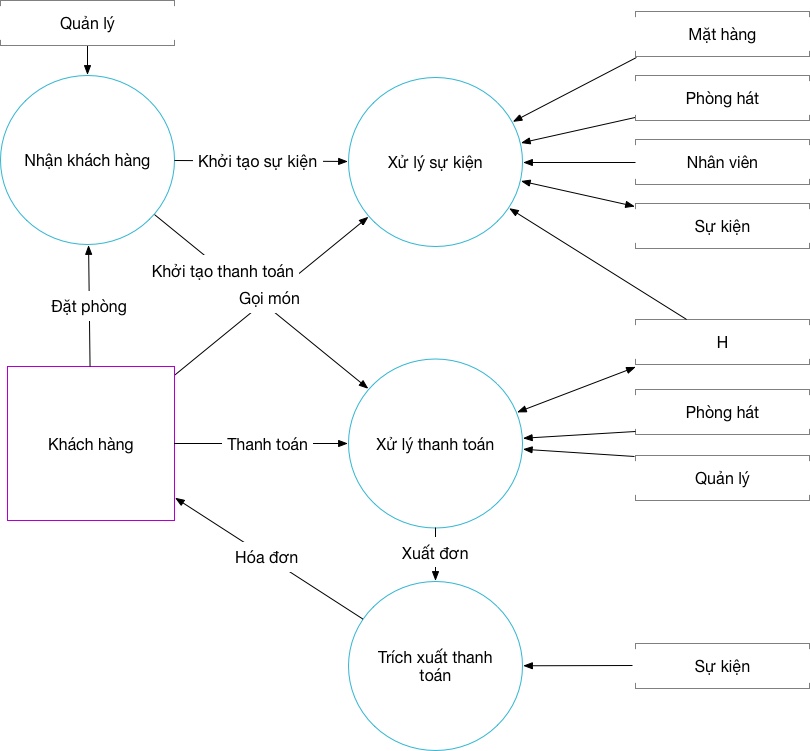 Quản lý
Mặt hàng
Phòng hát
Nhận khách hàng
Khởi tạo sự kiện
Xử lý sự kiện
Nhân viên
Sự kiện
Khởi tạo thanh toán
Gọi món
Đặt phòng
H
Phòng hát
Khách hàng
Thanh toán
Xử lý thanh toán
Quản lý
Hóa đơn
Xuất đơn
Trích xuất thanh
toán
Sự kiện